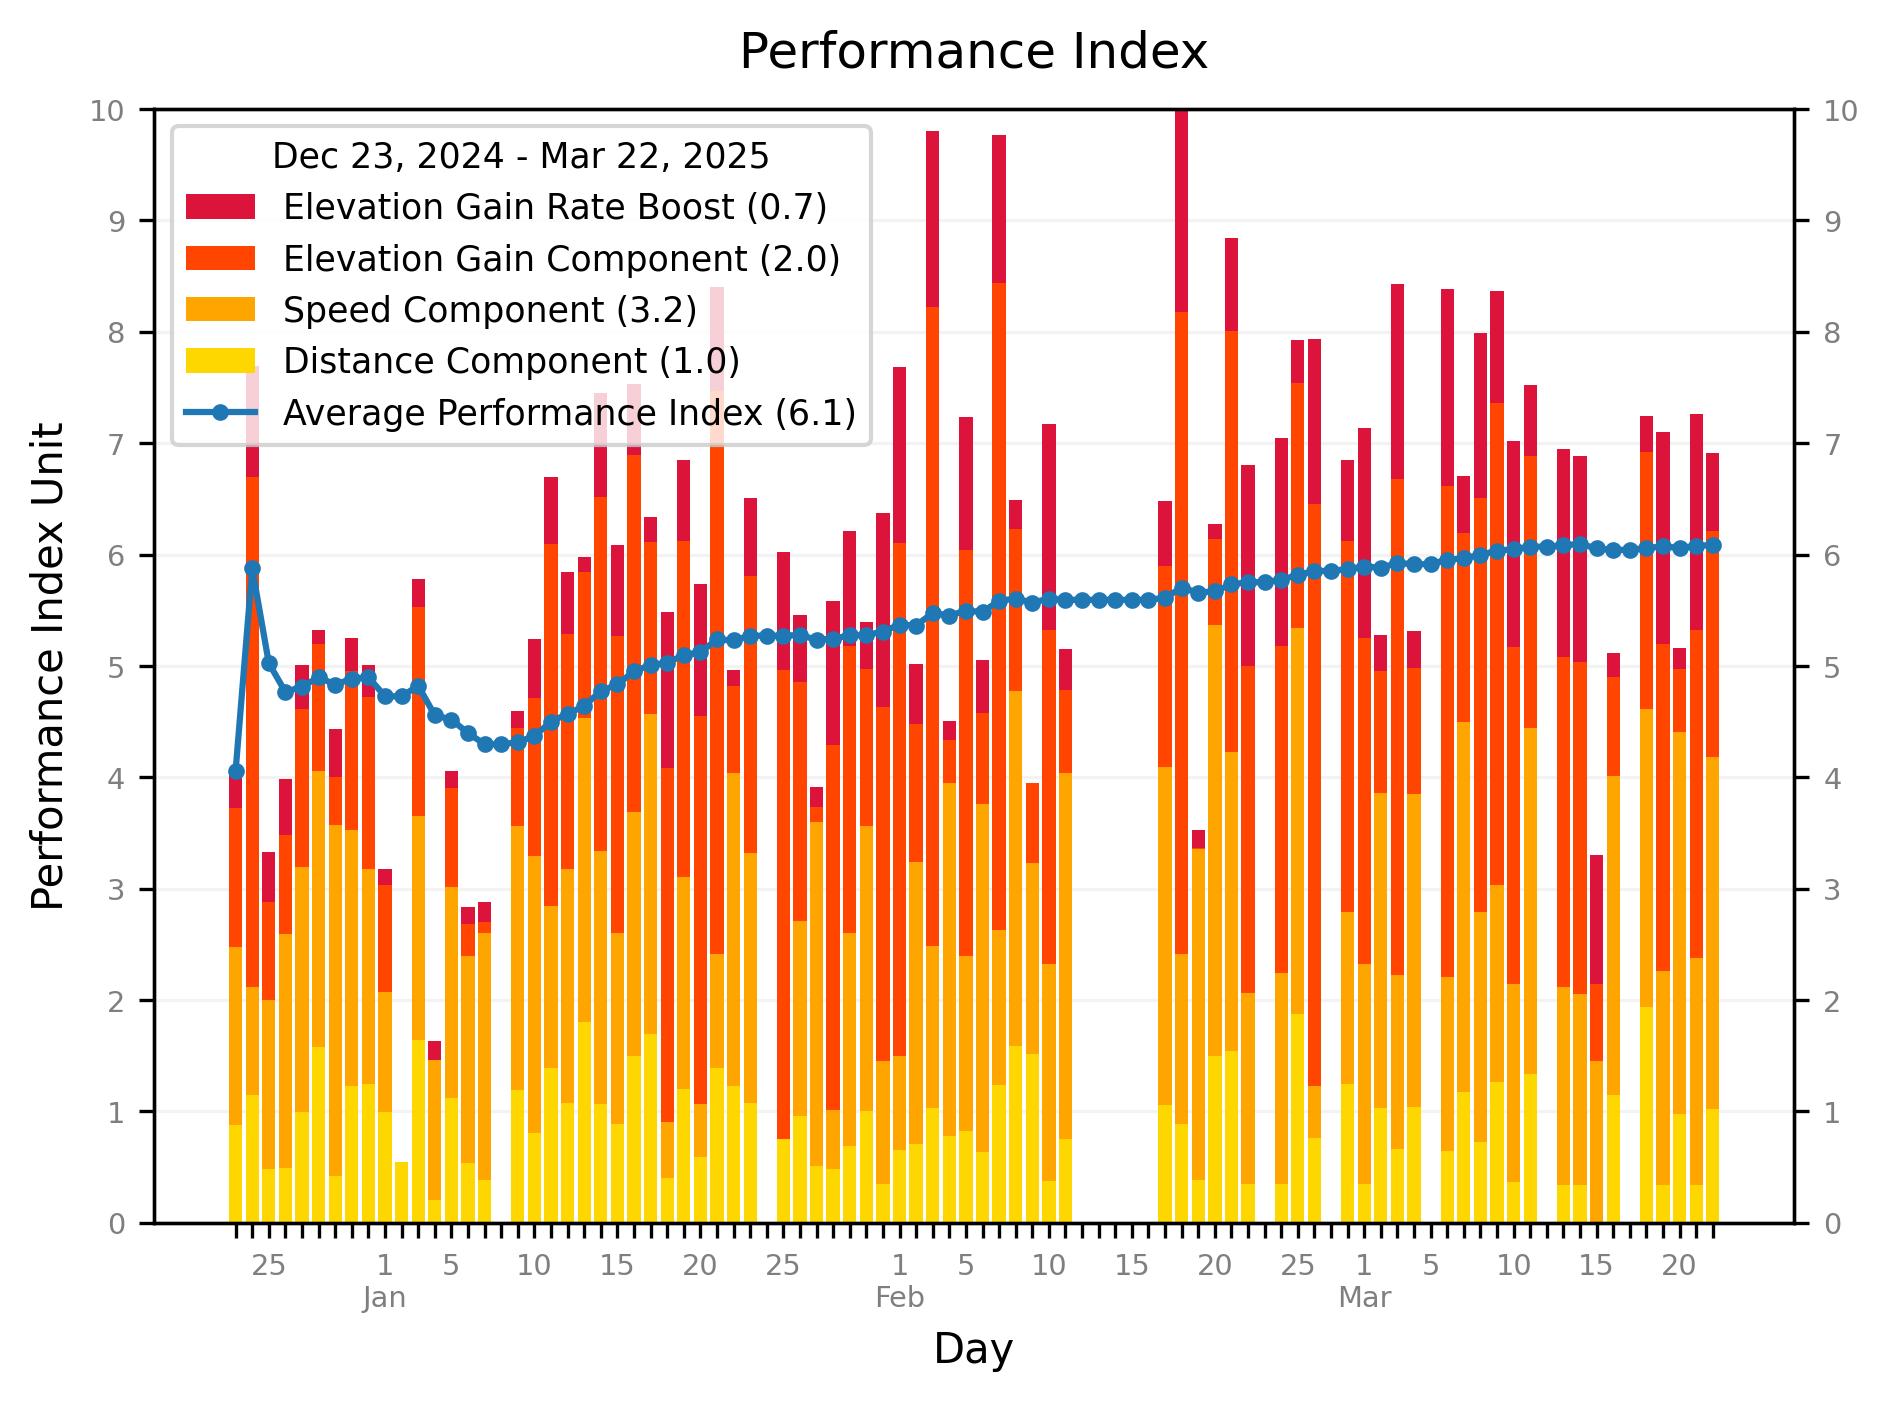 Performance Index
Dec 23, 2024 - Mar 22, 2025
Elevation Gain Rate Boost (0.7)
Elevation Gain Component (2.0)
Speed Component (3.2)
Distance Component (1.0)
Average Performance Index (6.1)
Performance Index Unit
10
9
8
7
6
5
4
3
2
1
0
10
9
8
7
6
5
4
3
2
1
0
25 1 5 10 15 20 25 1 5 10 15 20 25 1 5 10 15 20
Jan Feb Mar
Day